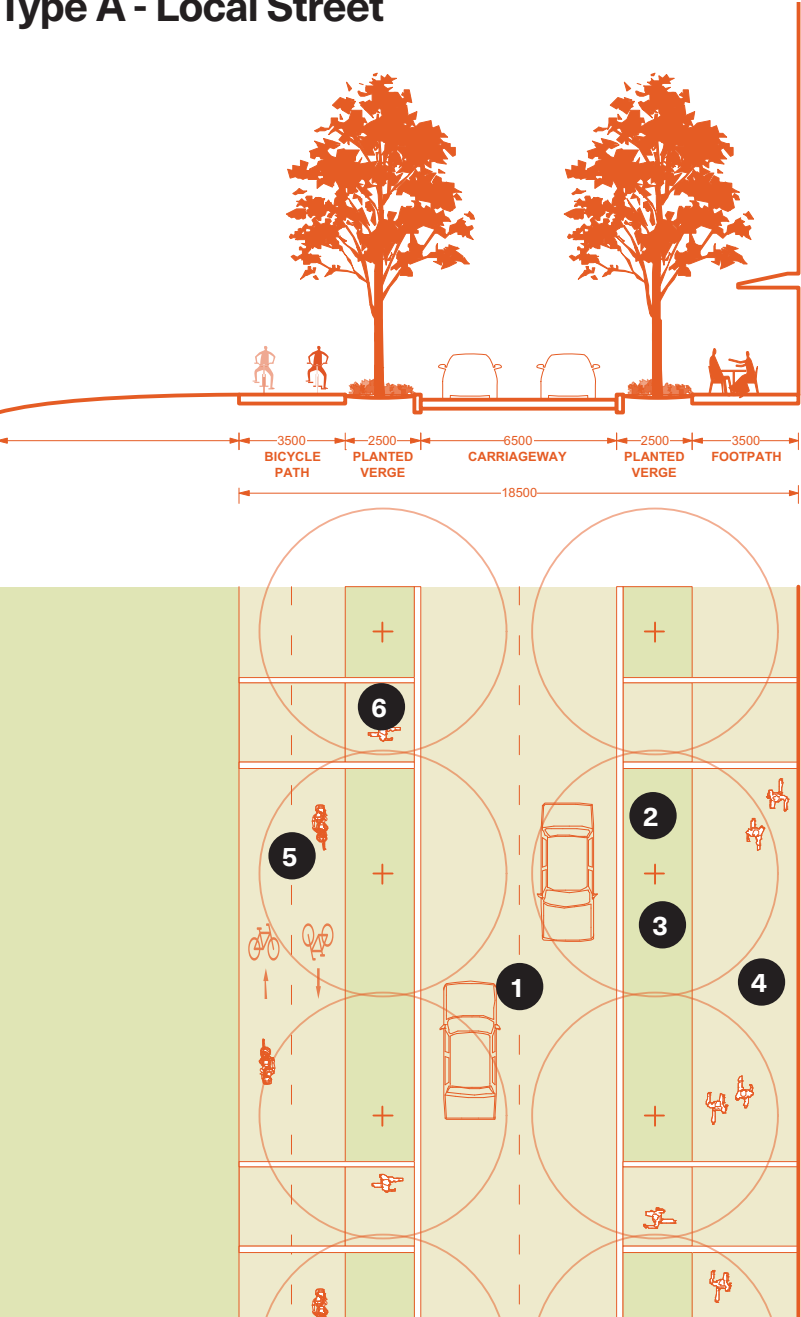 Type A - Local Street
3500 2500 6500 2500 3500
BICYCLE PATH
PLANTED VERGE
CARRIAGEWAY
PLANTED VERGE
FOOTPATH
18500
6
2
5
3
4
1